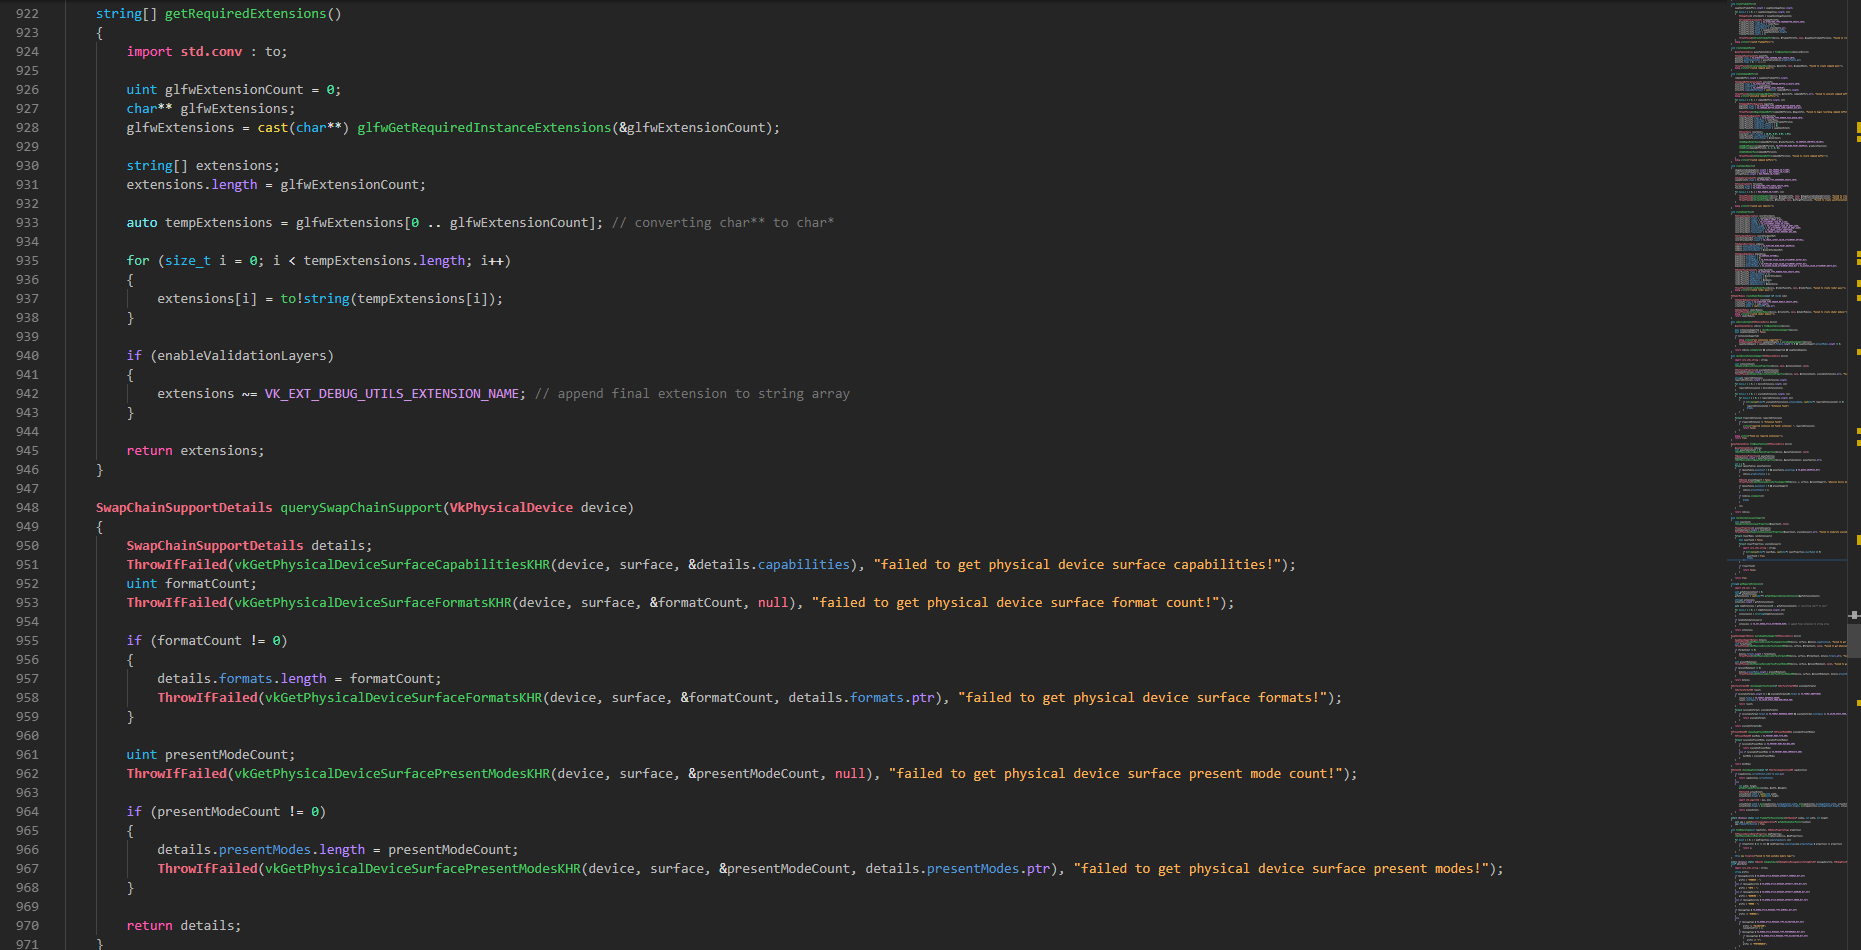 922 string[] getRequiredExtensions()
923 {
924 import std.conv : to;
925
926 uint glfwExtensionCount = 0;
927 char** glfwExtensions;
928 glfwExtensions = cast(char**) glfwGetRequiredInstanceExtensions(&glfwExtensionCount);
929
930 string[] extensions;
931 extensions.length = glfwExtensionCount;
932
933 auto tempExtensions = glfwExtensions[0 .. glfwExtensionCount]; // converting char** to char*
934
935 for (size_t i = 0; i < tempExtensions.length; i++)
936 {
937 extensions[i] = to!string(tempExtensions[i]);
938 }
939
940 if (enableValidationLayers)
941 {
942 extensions ~= VK_EXT_DEBUG_UTILS_EXTENSION_NAME; // append final extension to string array
943 }
944
945 return extensions;
946 }
947
948 SwapChainSupportDetails querySwapChainSupport(VkPhysicalDevice device)
949 {
950 SwapChainSupportDetails details;
951 ThrowIfFailed(vkGetPhysicalDeviceSurfaceCapabilitiesKHR(device, surface, &details.capabilities), "failed to get physical device surface capabilities!");
952 uint formatCount;
953 ThrowIfFailed(vkGetPhysicalDeviceSurfaceFormatsKHR(device, surface, &formatCount, null), "failed to get physical device surface format count!");
954
955 if (formatCount != 0)
956 {
957 details.formats.length = formatCount;
958 ThrowIfFailed(vkGetPhysicalDeviceSurfaceFormatsKHR(device, surface, &formatCount, details.formats.ptr), "failed to get physical device surface formats!");
959 }
960
961 uint presentModeCount;
962 ThrowIfFailed(vkGetPhysicalDeviceSurfacePresentModesKHR(device, surface, &presentModeCount, null), "failed to get physical device surface present mode count!");
963
964 if (presentModeCount != 0)
965 {
966 details.presentModes.length = presentModeCount;
967 ThrowIfFailed(vkGetPhysicalDeviceSurfacePresentModesKHR(device, surface, &presentModeCount, details.presentModes.ptr), "failed to get physical device surface present modes!");
968 }
969
970 return details;
971 }